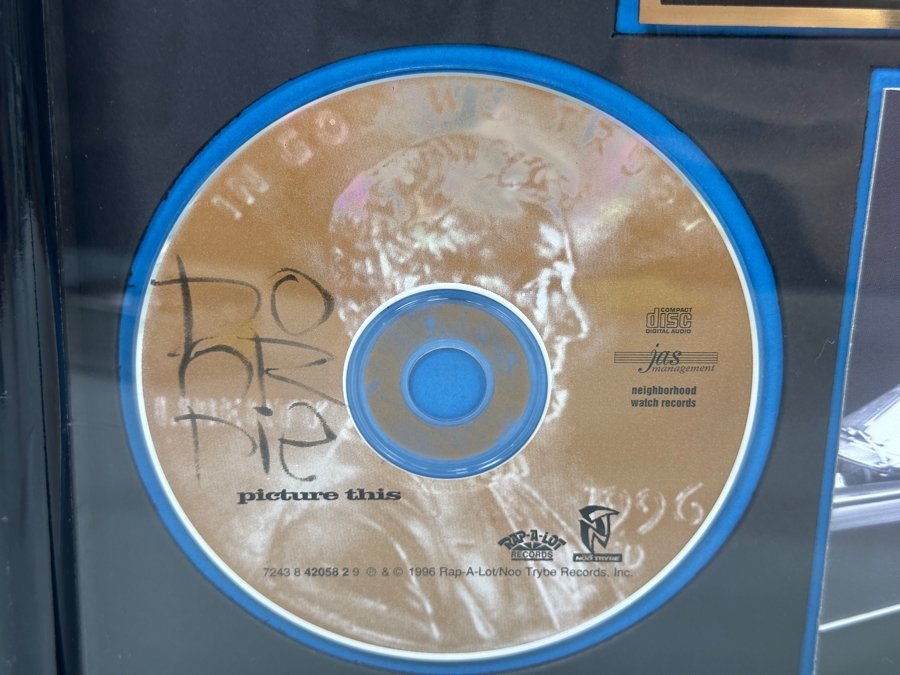 IN GOD WE TRUST
DO
OR
Die
LIBERTY
picture this
COMPACT
disc
DIGITAL AUDIO
jas
management
neighborhood
watch records
1996
RAP-A-LOT
RECORDS
NOO TRYBE
7243 8 42058 2 9 ℗ & © 1996 Rap-A-Lot/Noo Trybe Records, Inc.